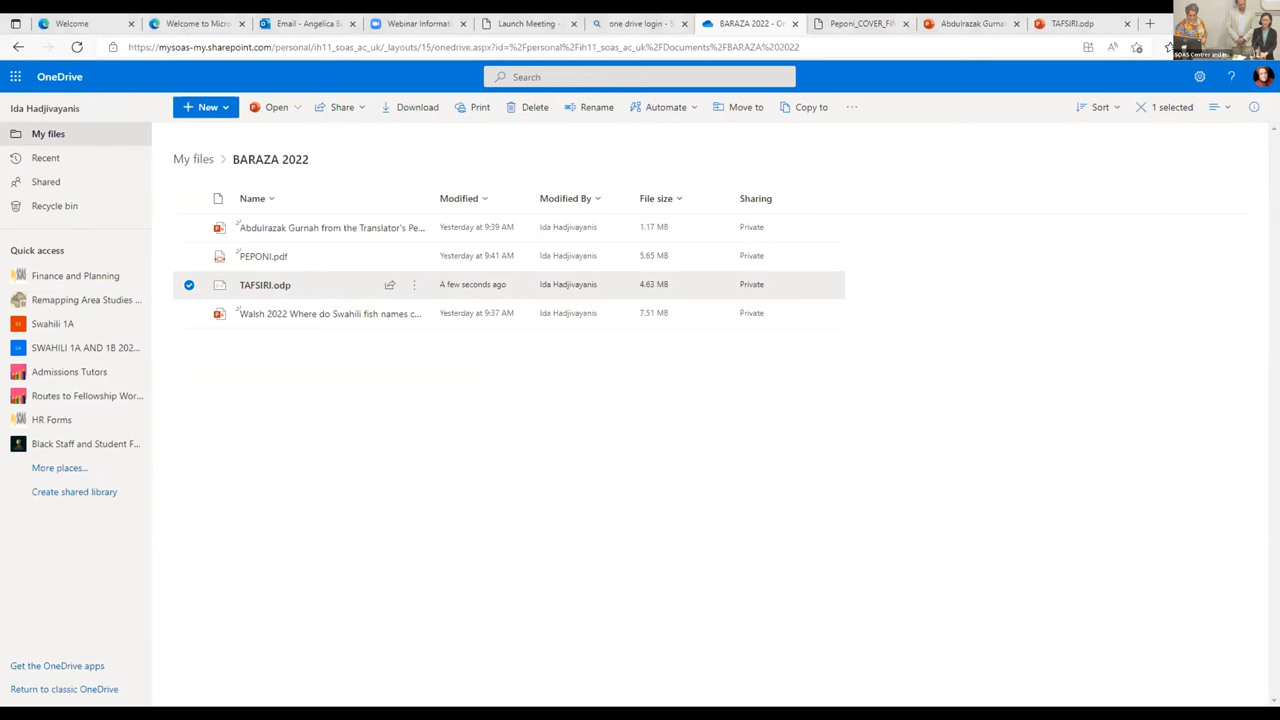 Welcome
Welcome to Micro
Email - Angelica B
Webinar Informati
Launch Meeting -
one drive login - S
BARAZA 2022 - On
Peponi_COVER_FIN
Abdulrazak Gurnah
TAFSIRI.odp
https://mysoas-my.sharepoint.com/personal/ih11_soas_ac_uk/_layouts/15/onedrive.aspx?id=%2Fpersonal%2Fih11_soas_ac_uk%2FDocuments%2FBARAZA%202022
SOAS Centres and
OneDrive
Search
Ida Hadjivayanis
New
Open
Share
Download
Print
Delete
Rename
Automate
Move to
Copy to
Sort
1 selected
My files
Recent
Shared
Recycle bin
Quick access
Finance and Planning
Remapping Area Studies ...
Swahili 1A
SWAHILI 1A AND 1B 202...
Admissions Tutors
Routes to Fellowship Wor...
HR Forms
Black Staff and Student F...
More places...
Create shared library
Get the OneDrive apps
Return to classic OneDrive
My files > BARAZA 2022
Name Modified Modified By File size Sharing
Abdulrazak Gurnah from the Translator's Pe... Yesterday at 9:39 AM Ida Hadjivayanis 1.17 MB Private
PEPONI.pdf Yesterday at 9:41 AM Ida Hadjivayanis 5.65 MB Private
TAFSIRI.odp A few seconds ago Ida Hadjivayanis 4.63 MB Private
Walsh 2022 Where do Swahili fish names c... Yesterday at 9:37 AM Ida Hadjivayanis 7.51 MB Private